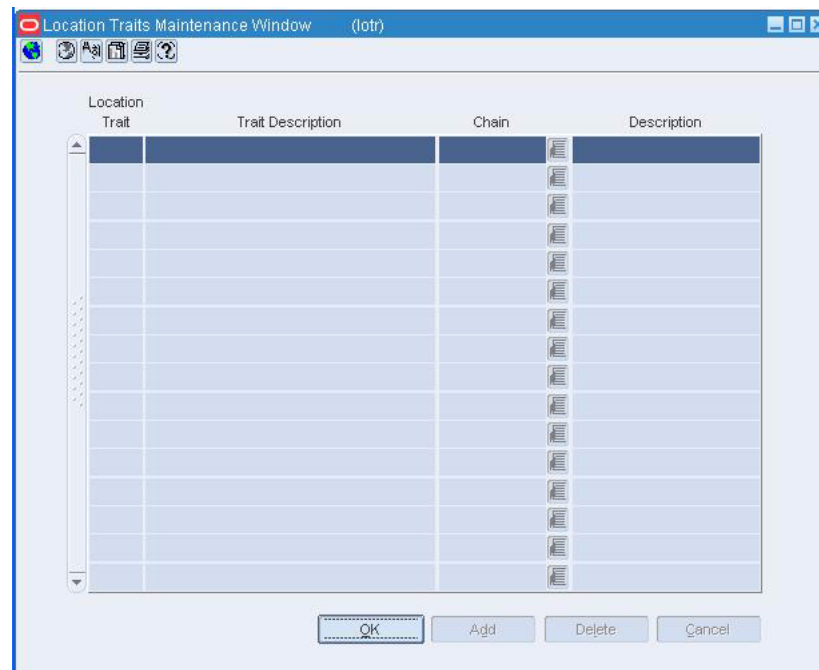 Location Traits Maintenance Window (lotr)
Location
Trait Trait Description Chain Description
OK Add Delete Cancel